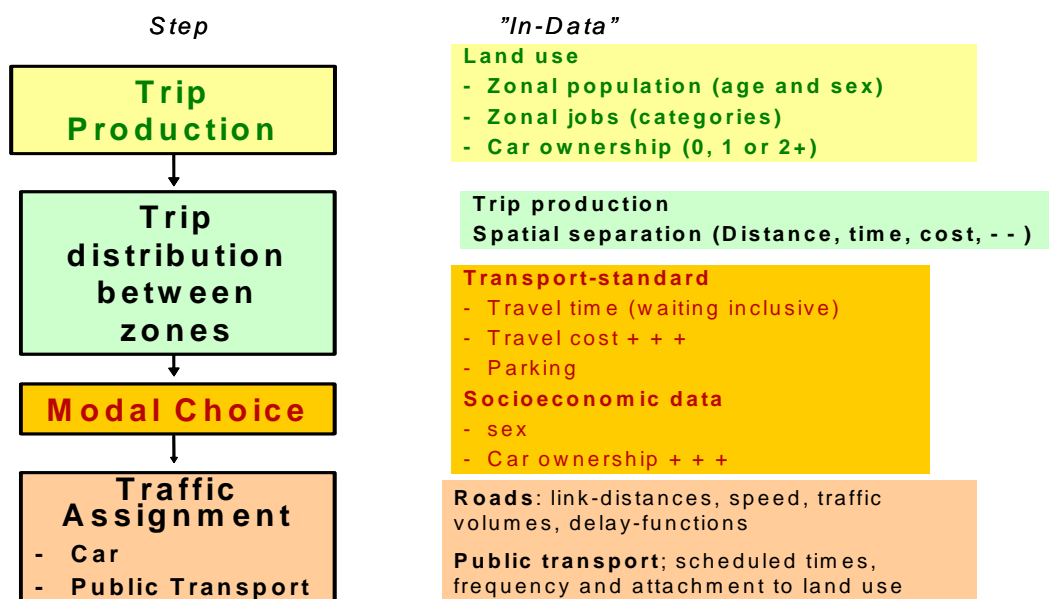 Step
"In-Data"
Trip
Production
Land use
- Zonal population (age and sex)
- Zonal jobs (categories)
- Car ownership (0, 1 or 2+)
Trip
distribution
between
zones
Trip production
Spatial separation (Distance, time, cost, - - )
Modal Choice
Transport-standard
- Travel time (waiting inclusive)
- Travel cost + + +
- Parking
Socioeconomic data
- sex
- Car ownership + + +
Traffic
Assignment
- Car
- Public Transport
Roads: link-distances, speed, traffic
volumes, delay-functions
Public transport; scheduled times,
frequency and attachment to land use